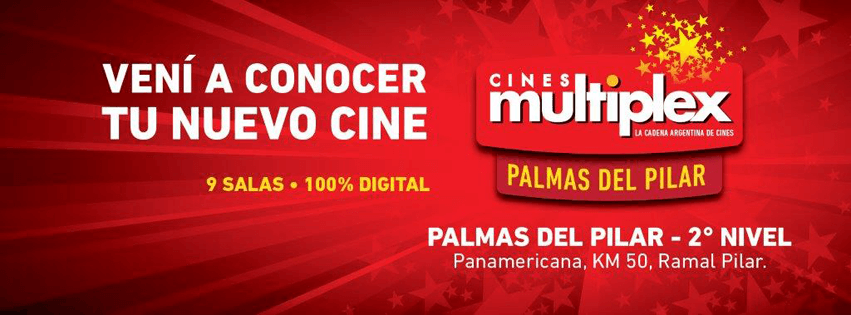 VENÍ A CONOCER
TU NUEVO CINE
9 SALAS • 100% DIGITAL
CINES
multiplex
LA CADENA ARGENTINA DE CINES
PALMAS DEL PILAR
PALMAS DEL PILAR - 2° NIVEL
Panamericana, KM 50, Ramal Pilar.